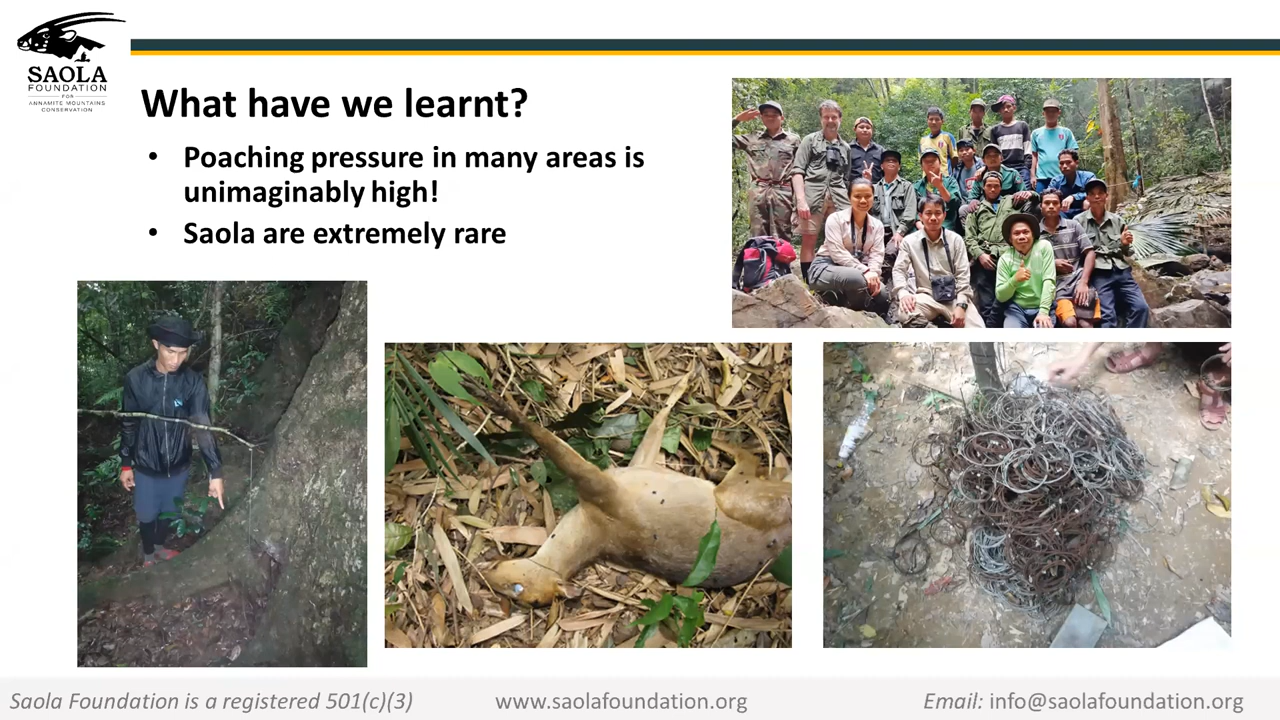 SAOLA
FOUNDATION
FOR
ANNAMITE MOUNTAINS
CONSERVATION
What have we learnt?
• Poaching pressure in many areas is
unimaginably high!
• Saola are extremely rare
Saola Foundation is a registered 501(c)(3)
www.saolafoundation.org
Email: info@saolafoundation.org